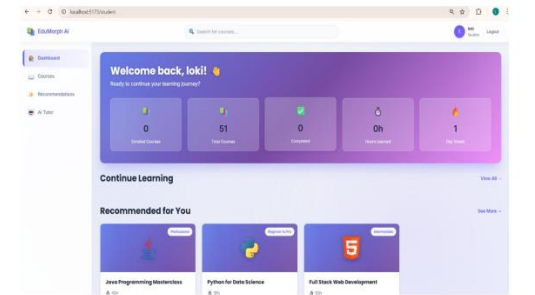 localhost:5173/student
EduMorph AI
Search for courses...
loki
Student
Logout
Dashboard
Courses
Recommendations
AI Tutor
Welcome back, loki! 👋
Ready to continue your learning journey?
0
51
0
0h
1
Enrolled Courses
Total Courses
Completed
Hours Learned
Day Streak
Continue Learning
View All
Recommended for You
See More
Beginner to Pro
Java
Java Programming Masterclass
Python for Data Science
Full Stack Web Development